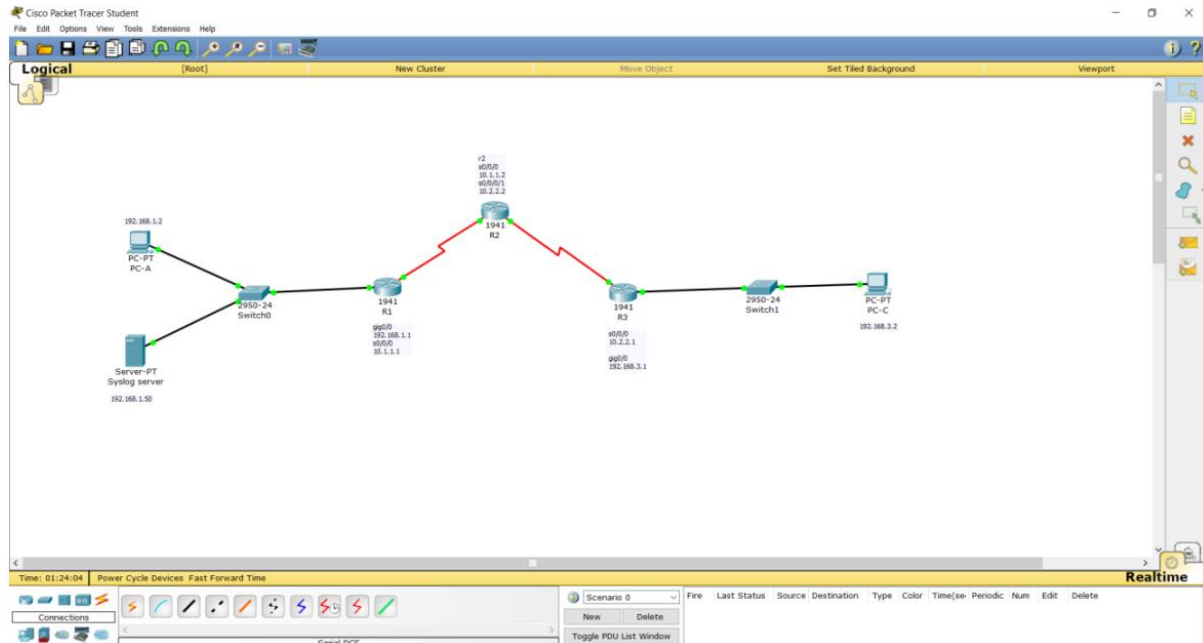 Cisco Packet Tracer Student
File Edit Options View Tools Extensions Help
Logical [Root] New Cluster Move Object Set Tiled Background Viewport
r2
s0/0/0
10.1.1.2
s0/0/0/1
10.2.2.2
1941
R2
192.168.1.2
PC-PT
PC-A
2950-24
Switch0
1941
R1
gig0/0
192.168.1.1
s0/0/0
10.1.1.1
Server-PT
Syslog server
192.168.1.50
1941
R3
s0/0/0
10.2.2.1
gig0/0
192.168.3.1
2950-24
Switch1
PC-PT
PC-C
192.168.3.2
Time: 01:24:04 Power Cycle Devices Fast Forward Time Realtime
Scenario 0 Fire Last Status Source Destination Type Color Time(sec Periodic Num Edit Delete
Connections New Delete
Toggle PDU List Window
Serial DCE